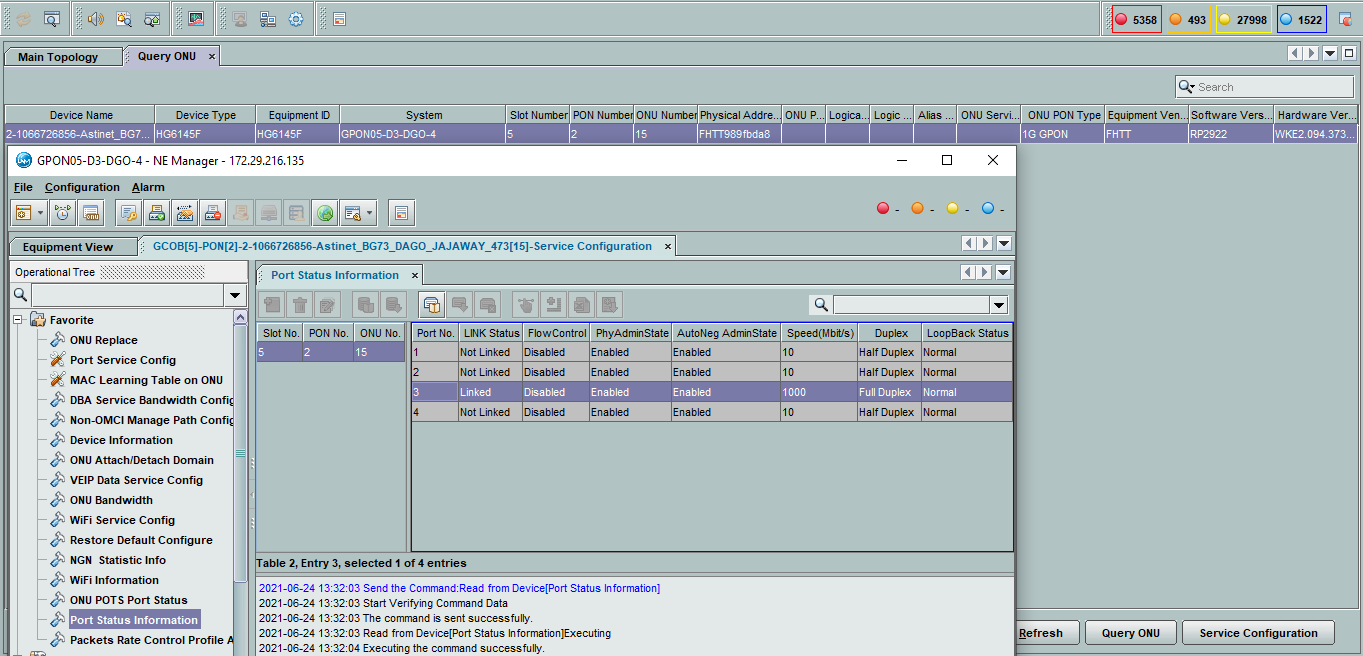 5358 493 27998 1522
Main Topology Query ONU
Search
Device Name Device Type Equipment ID System Slot Number PON Number ONU Number Physical Addre... ONU P... Logica... Logic ... Alias ... ONU Servi... ONU PON Type Equipment Ven... Software Vers... Hardware Ver...
2-1066726856-Astinet_BG7... HG6145F HG6145F GPON05-D3-DGO-4 5 2 15 FHTT989fbda8 1G GPON FHTT RP2922 WKE2.094.373...
GPON05-D3-DGO-4 - NE Manager - 172.29.216.135
File Configuration Alarm
- - - -
Equipment View GCOB[5]-PON[2]-2-1066726856-Astinet_BG73_DAGO_JAJAWAY_473[15]-Service Configuration
Operational Tree
Port Status Information
Favorite
ONU Replace
Port Service Config
MAC Learning Table on ONU
DBA Service Bandwidth Config
Non-OMCI Manage Path Config
Device Information
ONU Attach/Detach Domain
VEIP Data Service Config
ONU Bandwidth
WiFi Service Config
Restore Default Configure
NGN Statistic Info
WiFi Information
ONU POTS Port Status
Port Status Information
Packets Rate Control Profile A
Slot No. PON No. ONU No.
5 2 15
Port No. LINK Status FlowControl PhyAdminState AutoNeg AdminState Speed(Mbit/s) Duplex LoopBack Status
1 Not Linked Disabled Enabled Enabled 10 Half Duplex Normal
2 Not Linked Disabled Enabled Enabled 10 Half Duplex Normal
3 Linked Disabled Enabled Enabled 1000 Full Duplex Normal
4 Not Linked Disabled Enabled Enabled 10 Half Duplex Normal
Table 2, Entry 3, selected 1 of 4 entries
2021-06-24 13:32:03 Send the Command:Read from Device[Port Status Information]
2021-06-24 13:32:03 Start Verifying Command Data
2021-06-24 13:32:03 The command is sent successfully.
2021-06-24 13:32:03 Read from Device[Port Status Information]Executing
2021-06-24 13:32:04 Executing the command successfully.
Refresh Query ONU Service Configuration